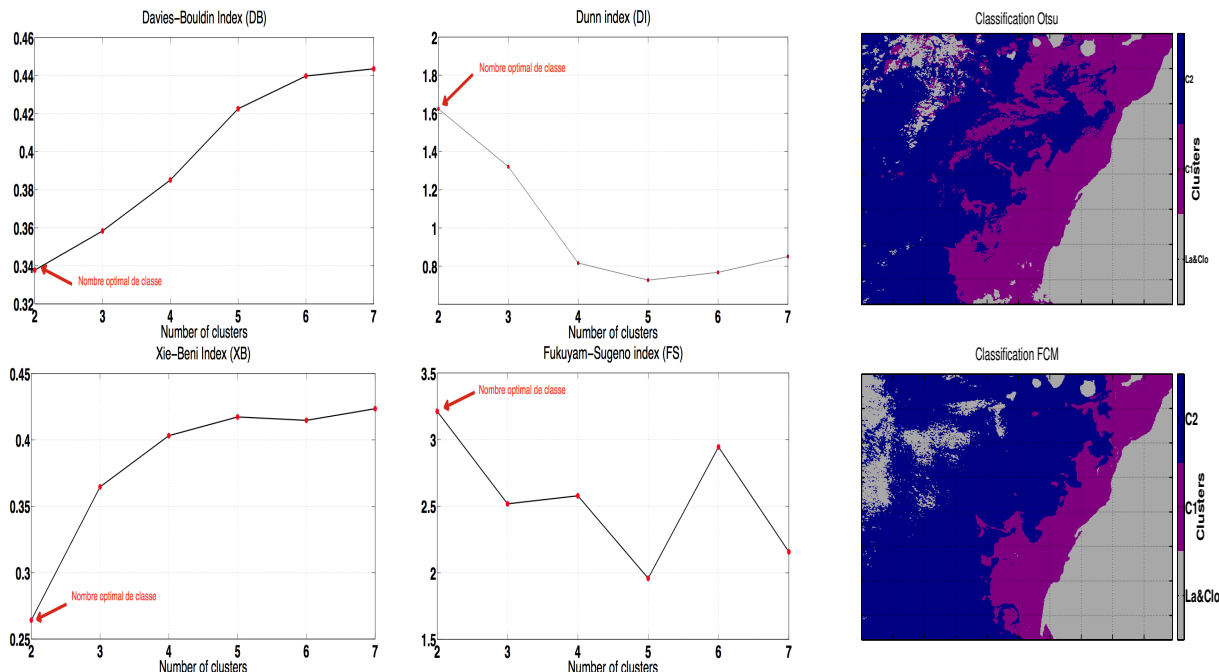 Davies-Bouldin Index (DB)
0.46
0.44
0.42
0.4
0.38
0.36
0.34
0.32
Nombre optimal de classe
2 3 4 5 6 7
Number of clusters
Dunn index (DI)
2
1.8
1.6
1.4
1.2
1
0.8
Nombre optimal de classe
2 3 4 5 6 7
Number of clusters
Classification Otsu
C2
C1
La&Clo
Clusters
Xie-Beni Index (XB)
0.45
0.4
0.35
0.3
0.25
Nombre optimal de classe
2 3 4 5 6 7
Number of clusters
Fukuyam-Sugeno index (FS)
3.5
3
2.5
2
1.5
Nombre optimal de classe
2 3 4 5 6 7
Number of clusters
Classification FCM
C2
C1
La&Clo
Clusters